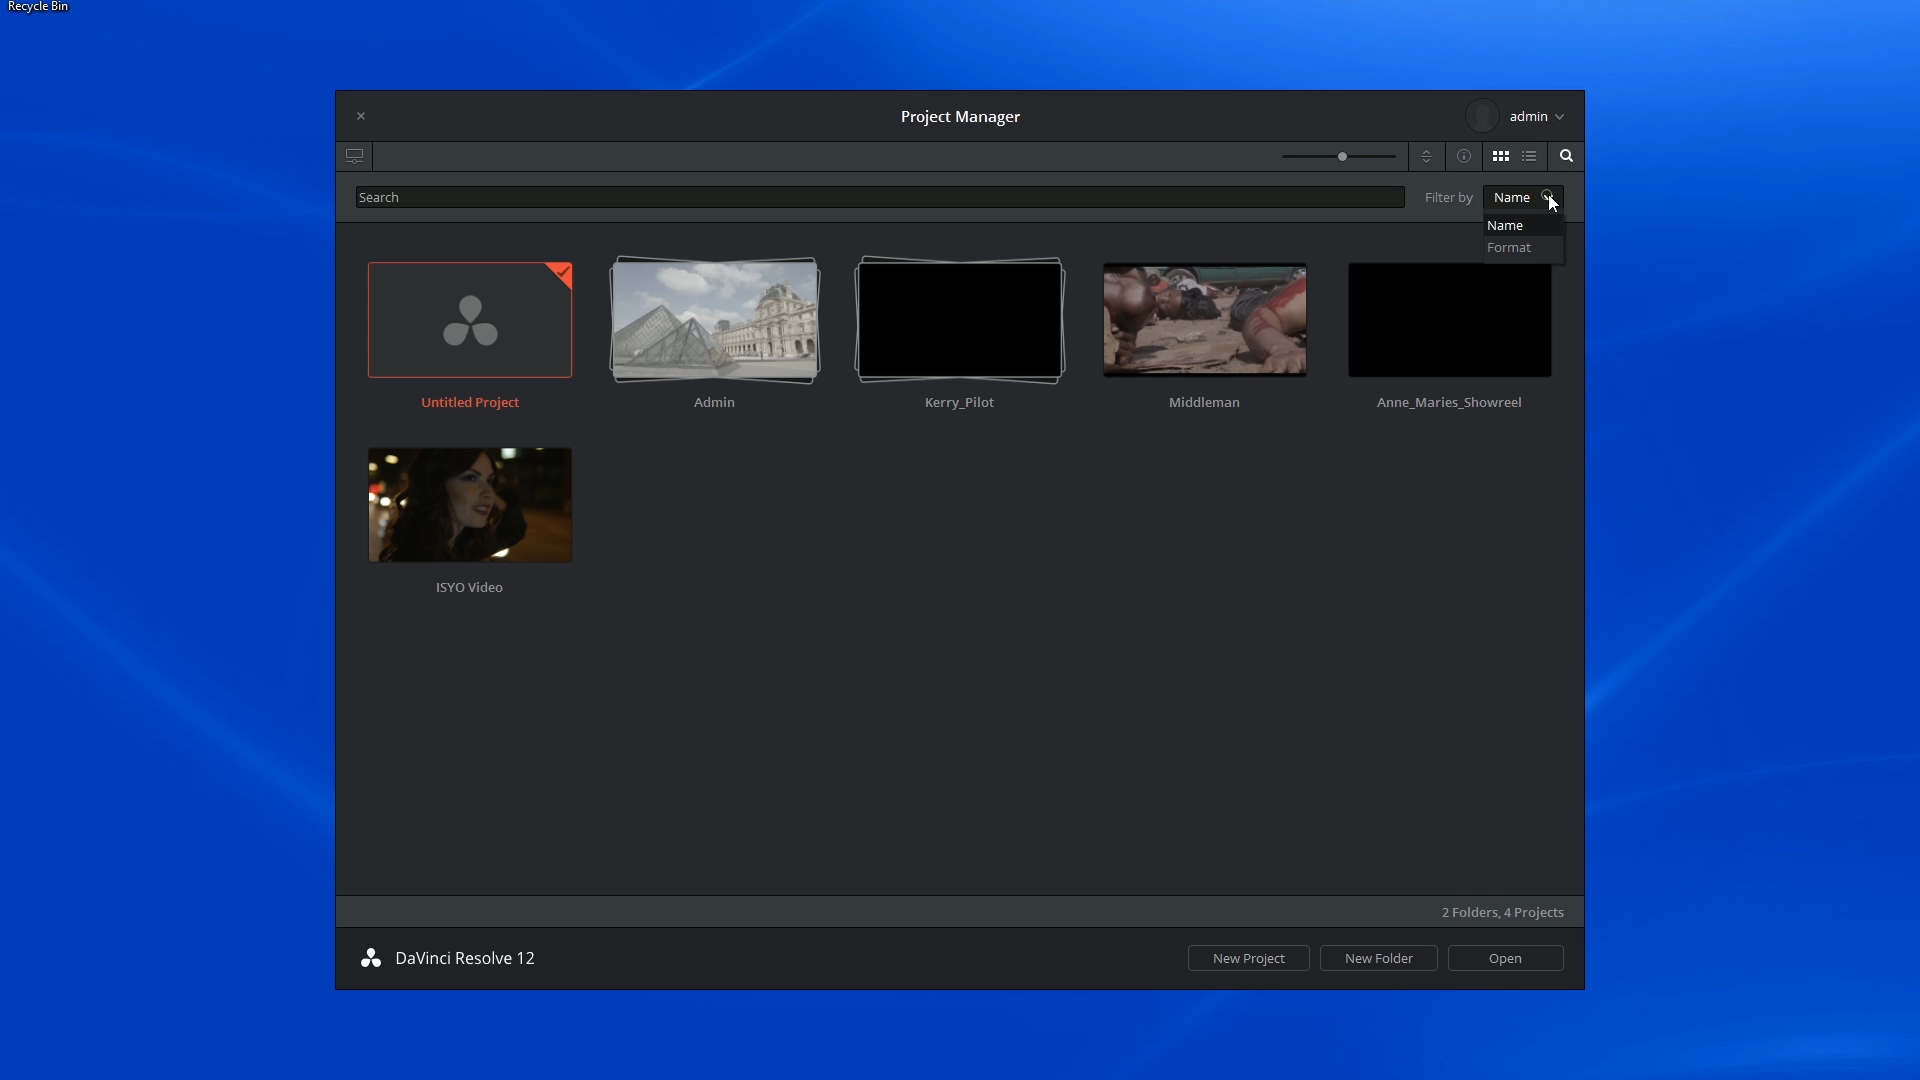 Recycle Bin
Project Manager
admin
Search
Filter by
Name
Name
Format
Untitled Project
Admin
Kerry_Pilot
Middleman
Anne_Maries_Showreel
ISYO Video
2 Folders, 4 Projects
DaVinci Resolve 12
New Project
New Folder
Open